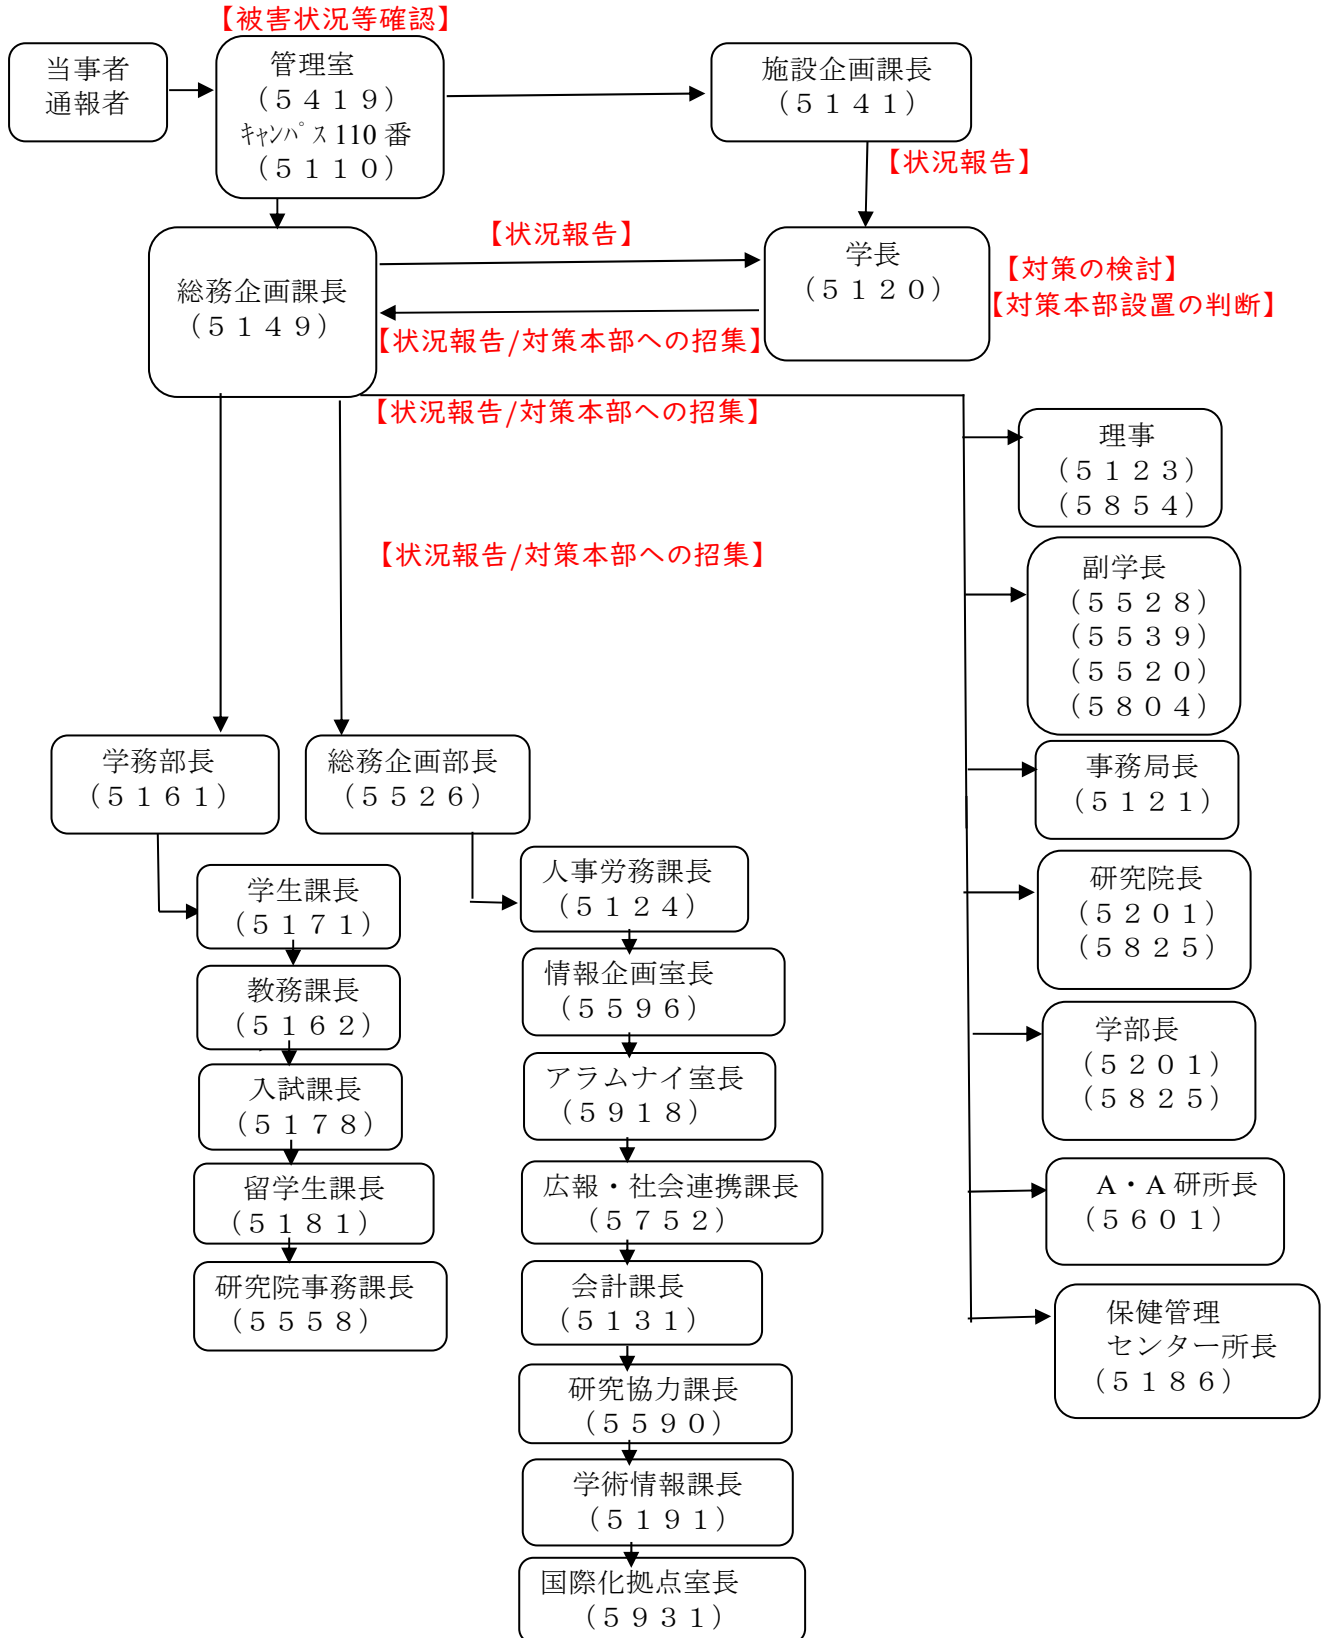 【被害状況等確認】
当事者
通報者
管理室
（５４１９）
ｷｬﾝﾊﾟｽ110番
（５１１０）
施設企画課長
（５１４１）
【状況報告】
総務企画課長
（５１４９）
【状況報告】
学長
（５１２０）
【対策の検討】
【対策本部設置の判断】
【状況報告/対策本部への招集】
【状況報告/対策本部への招集】
【状況報告/対策本部への招集】
理事
（５１２３）
（５８５４）
副学長
（５５２８）
（５５３９）
（５５２０）
（５８０４）
事務局長
（５１２１）
研究院長
（５２０１）
（５８２５）
学部長
（５２０１）
（５８２５）
A・A研所長
（５６０１）
保健管理
センター所長
（５１８６）
学務部長
（５１６１）
学生課長
（５１７１）
教務課長
（５１６２）
入試課長
（５１７８）
留学生課長
（５１８１）
研究院事務課長
（５５５８）
総務企画部長
（５５２６）
人事労務課長
（５１２４）
情報企画室長
（５５９６）
アラムナイ室長
（５９１８）
広報・社会連携課長
（５７５２）
会計課長
（５１３１）
研究協力課長
（５５９０）
学術情報課長
（５１９１）
国際化拠点室長
（５９３１）